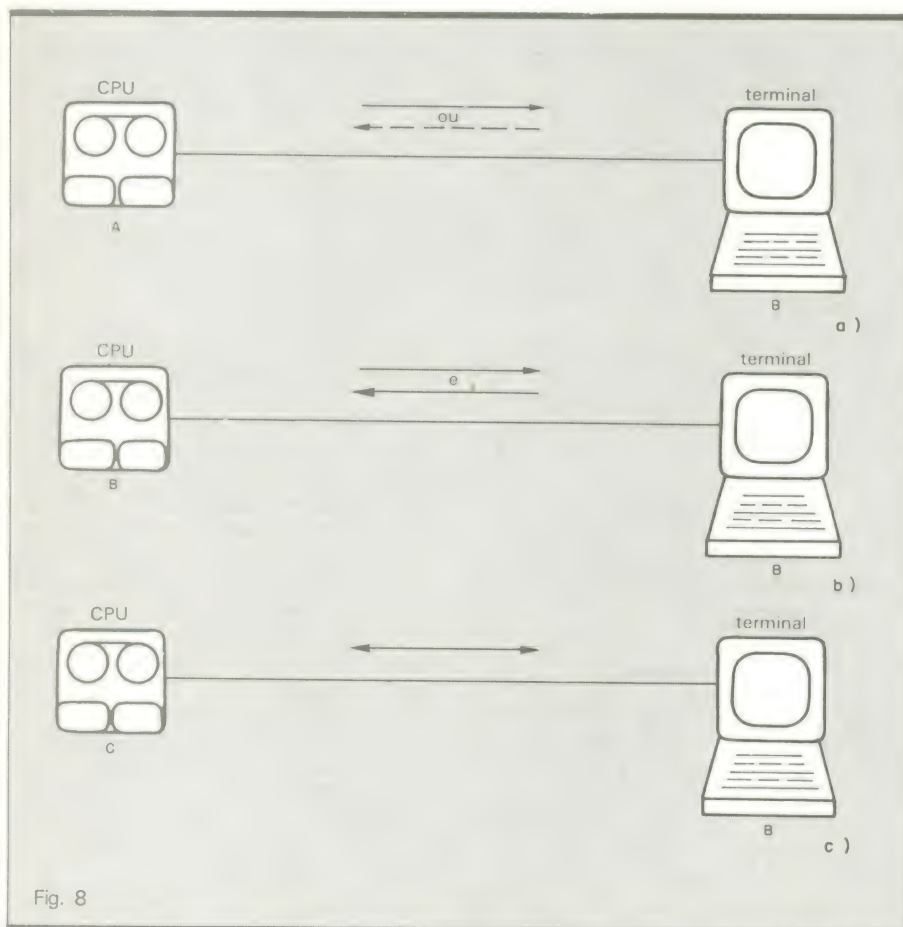 CPU
terminal
ou
A
B
a )
CPU
terminal
e
B
B
b )
CPU
terminal
C
B
c )
Fig. 8